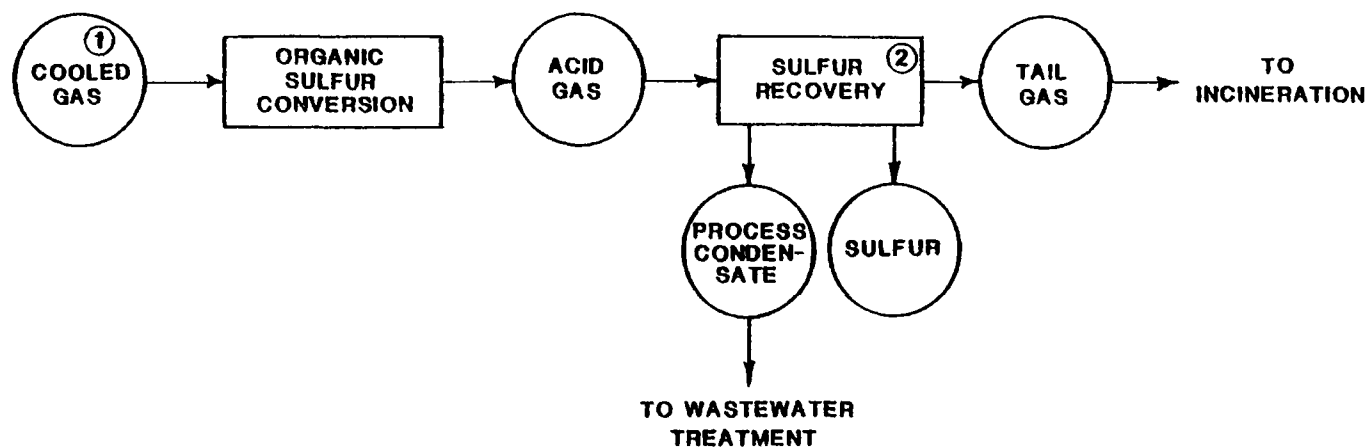 ①
COOLED
GAS
ORGANIC
SULFUR
CONVERSION
ACID
GAS
②
SULFUR
RECOVERY
TAIL
GAS
TO
INCINERATION
PROCESS
CONDEN-
SATE
SULFUR
TO WASTEWATER
TREATMENT